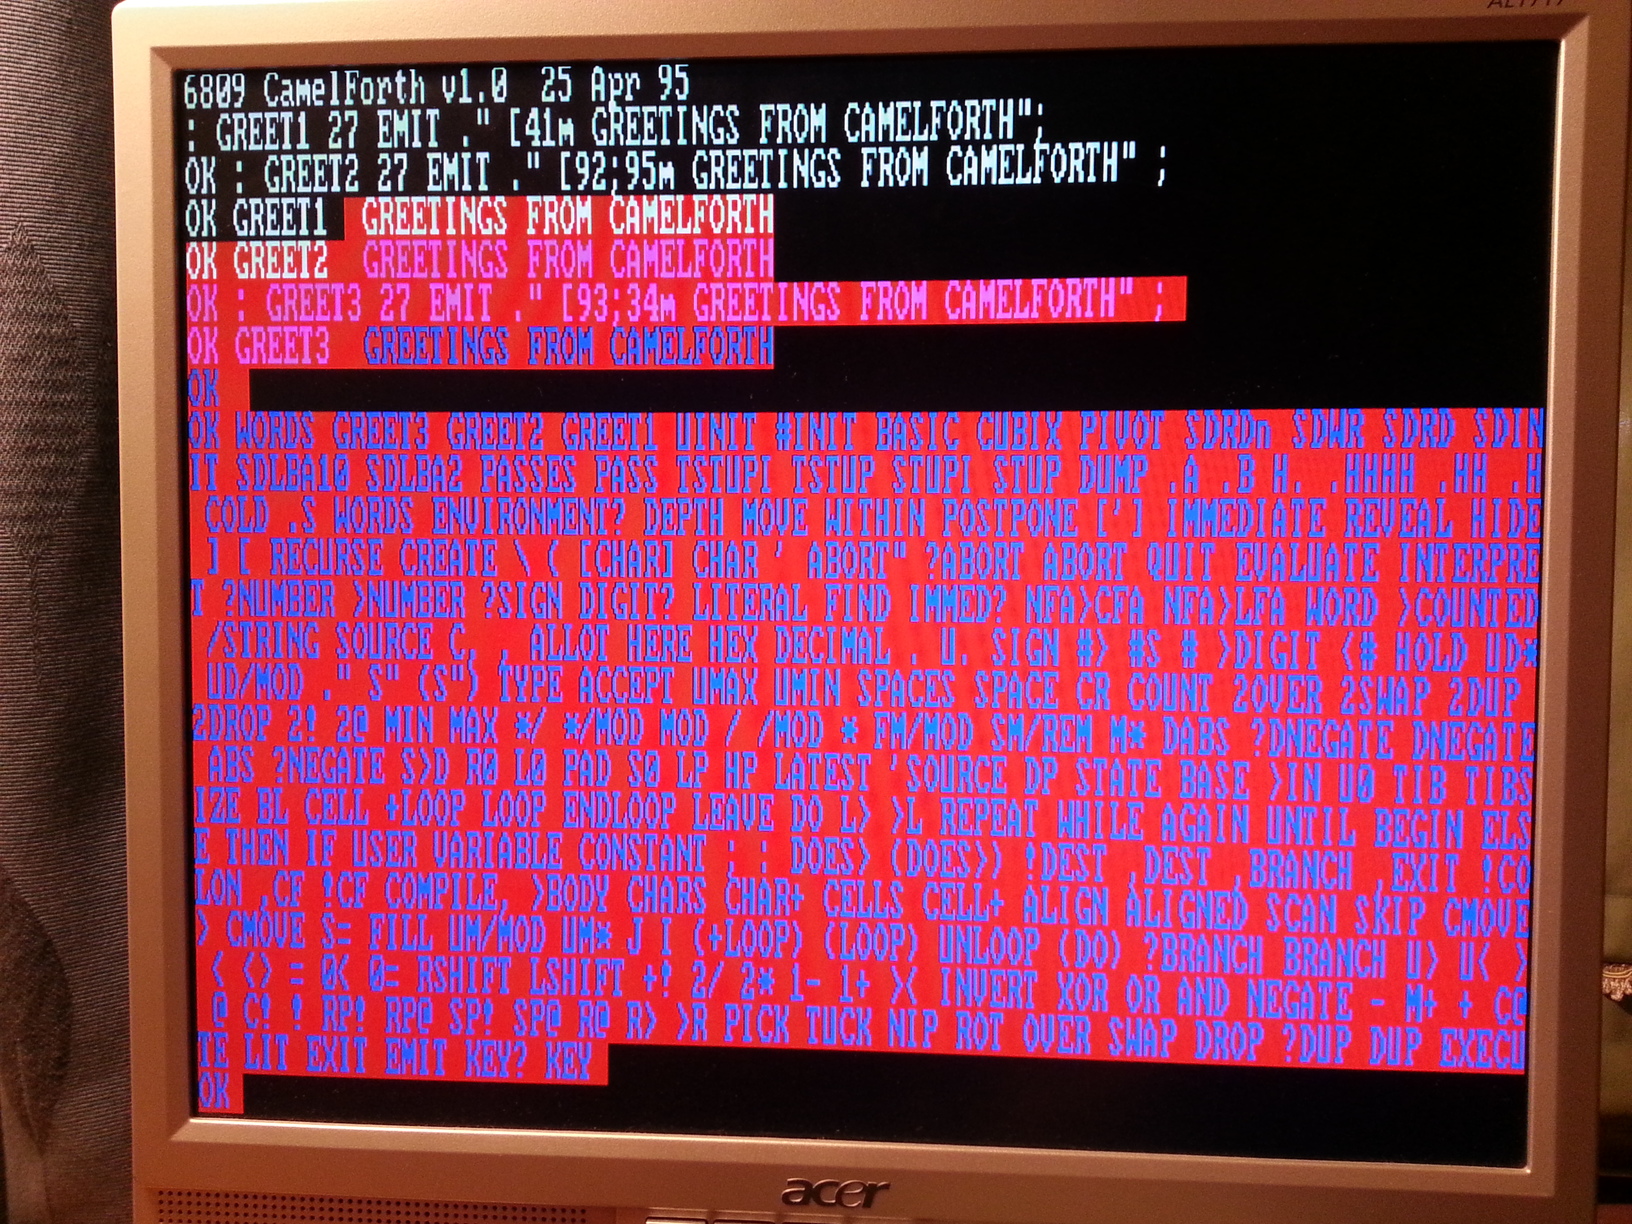 AL1717
6809 CamelForth v1.0  25 Apr 95
: GREET1 27 EMIT ." [41m GREETINGS FROM CAMELFORTH";
OK : GREET2 27 EMIT ." [92;95m GREETINGS FROM CAMELFORTH" ;
OK GREET1  GREETINGS FROM CAMELFORTH
OK GREET2  GREETINGS FROM CAMELFORTH
OK : GREET3 27 EMIT ." [93;34m GREETINGS FROM CAMELFORTH" ;
OK GREET3  GREETINGS FROM CAMELFORTH
OK
OK WORDS GREET3 GREET2 GREET1 UINIT #INIT BASIC CUBIX PIVOT SDRDn SDWR SDRD SDIN
IT SDLBA10 SDLBA2 PASSES PASS TSTUPI TSTUP STUPI STUP DUMP .A .B H. .HHHH .HH .H
COLD .S WORDS ENVIRONMENT? DEPTH MOVE WITHIN POSTPONE ['] IMMEDIATE REVEAL HIDE
] [ RECURSE CREATE \ ( [CHAR] CHAR ' ABORT" ?ABORT ABORT QUIT EVALUATE INTERPRE
T ?NUMBER >NUMBER ?SIGN DIGIT? LITERAL FIND IMMED? NFA>CFA NFA>LFA WORD >COUNTED
/STRING SOURCE C, , ALLOT HERE HEX DECIMAL . U. SIGN #> #S # >DIGIT <# HOLD UD*
UD/MOD ." S" (S") TYPE ACCEPT UMAX UMIN SPACES SPACE CR COUNT 2OVER 2SWAP 2DUP
2DROP 2! 2@ MIN MAX */ */MOD MOD / /MOD * FM/MOD SM/REM M* DABS ?DNEGATE DNEGATE
ABS ?NEGATE S>D R0 L0 PAD S0 LP HP LATEST 'SOURCE DP STATE BASE >IN U0 TIB TIBS
IZE BL CELL +LOOP LOOP ENDLOOP LEAVE DO L> >L REPEAT WHILE AGAIN UNTIL BEGIN ELS
E THEN IF USER VARIABLE CONSTANT ; : DOES> (DOES>) !DEST ,DEST ,BRANCH ,EXIT !CO
LON ,CF !CF COMPILE, >BODY CHARS CHAR+ CELLS CELL+ ALIGN ALIGNED SCAN SKIP CMOVE
> CMOVE S= FILL UM/MOD UM* J I (+LOOP) (LOOP) UNLOOP (DO) ?BRANCH BRANCH U> U< >
< <> = 0< 0= RSHIFT LSHIFT +! 2/ 2* 1- 1+ >< INVERT XOR OR AND NEGATE - M+ + C@
@ C! ! RP! RP@ SP! SP@ R@ R> >R PICK TUCK NIP ROT OVER SWAP DROP ?DUP DUP EXECU
TE LIT EXIT EMIT KEY? KEY
OK
acer